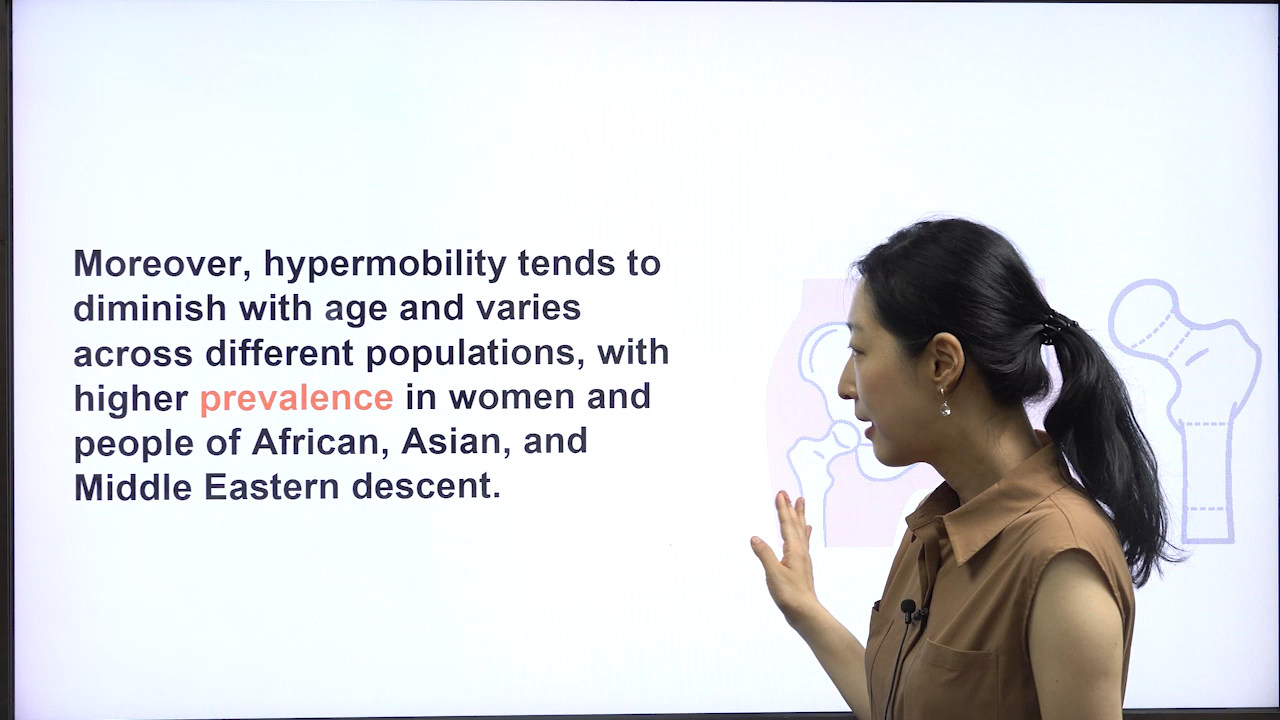 Moreover, hypermobility tends to
diminish with age and varies
across different populations, with
higher prevalence in women and
people of African, Asian, and
Middle Eastern descent.